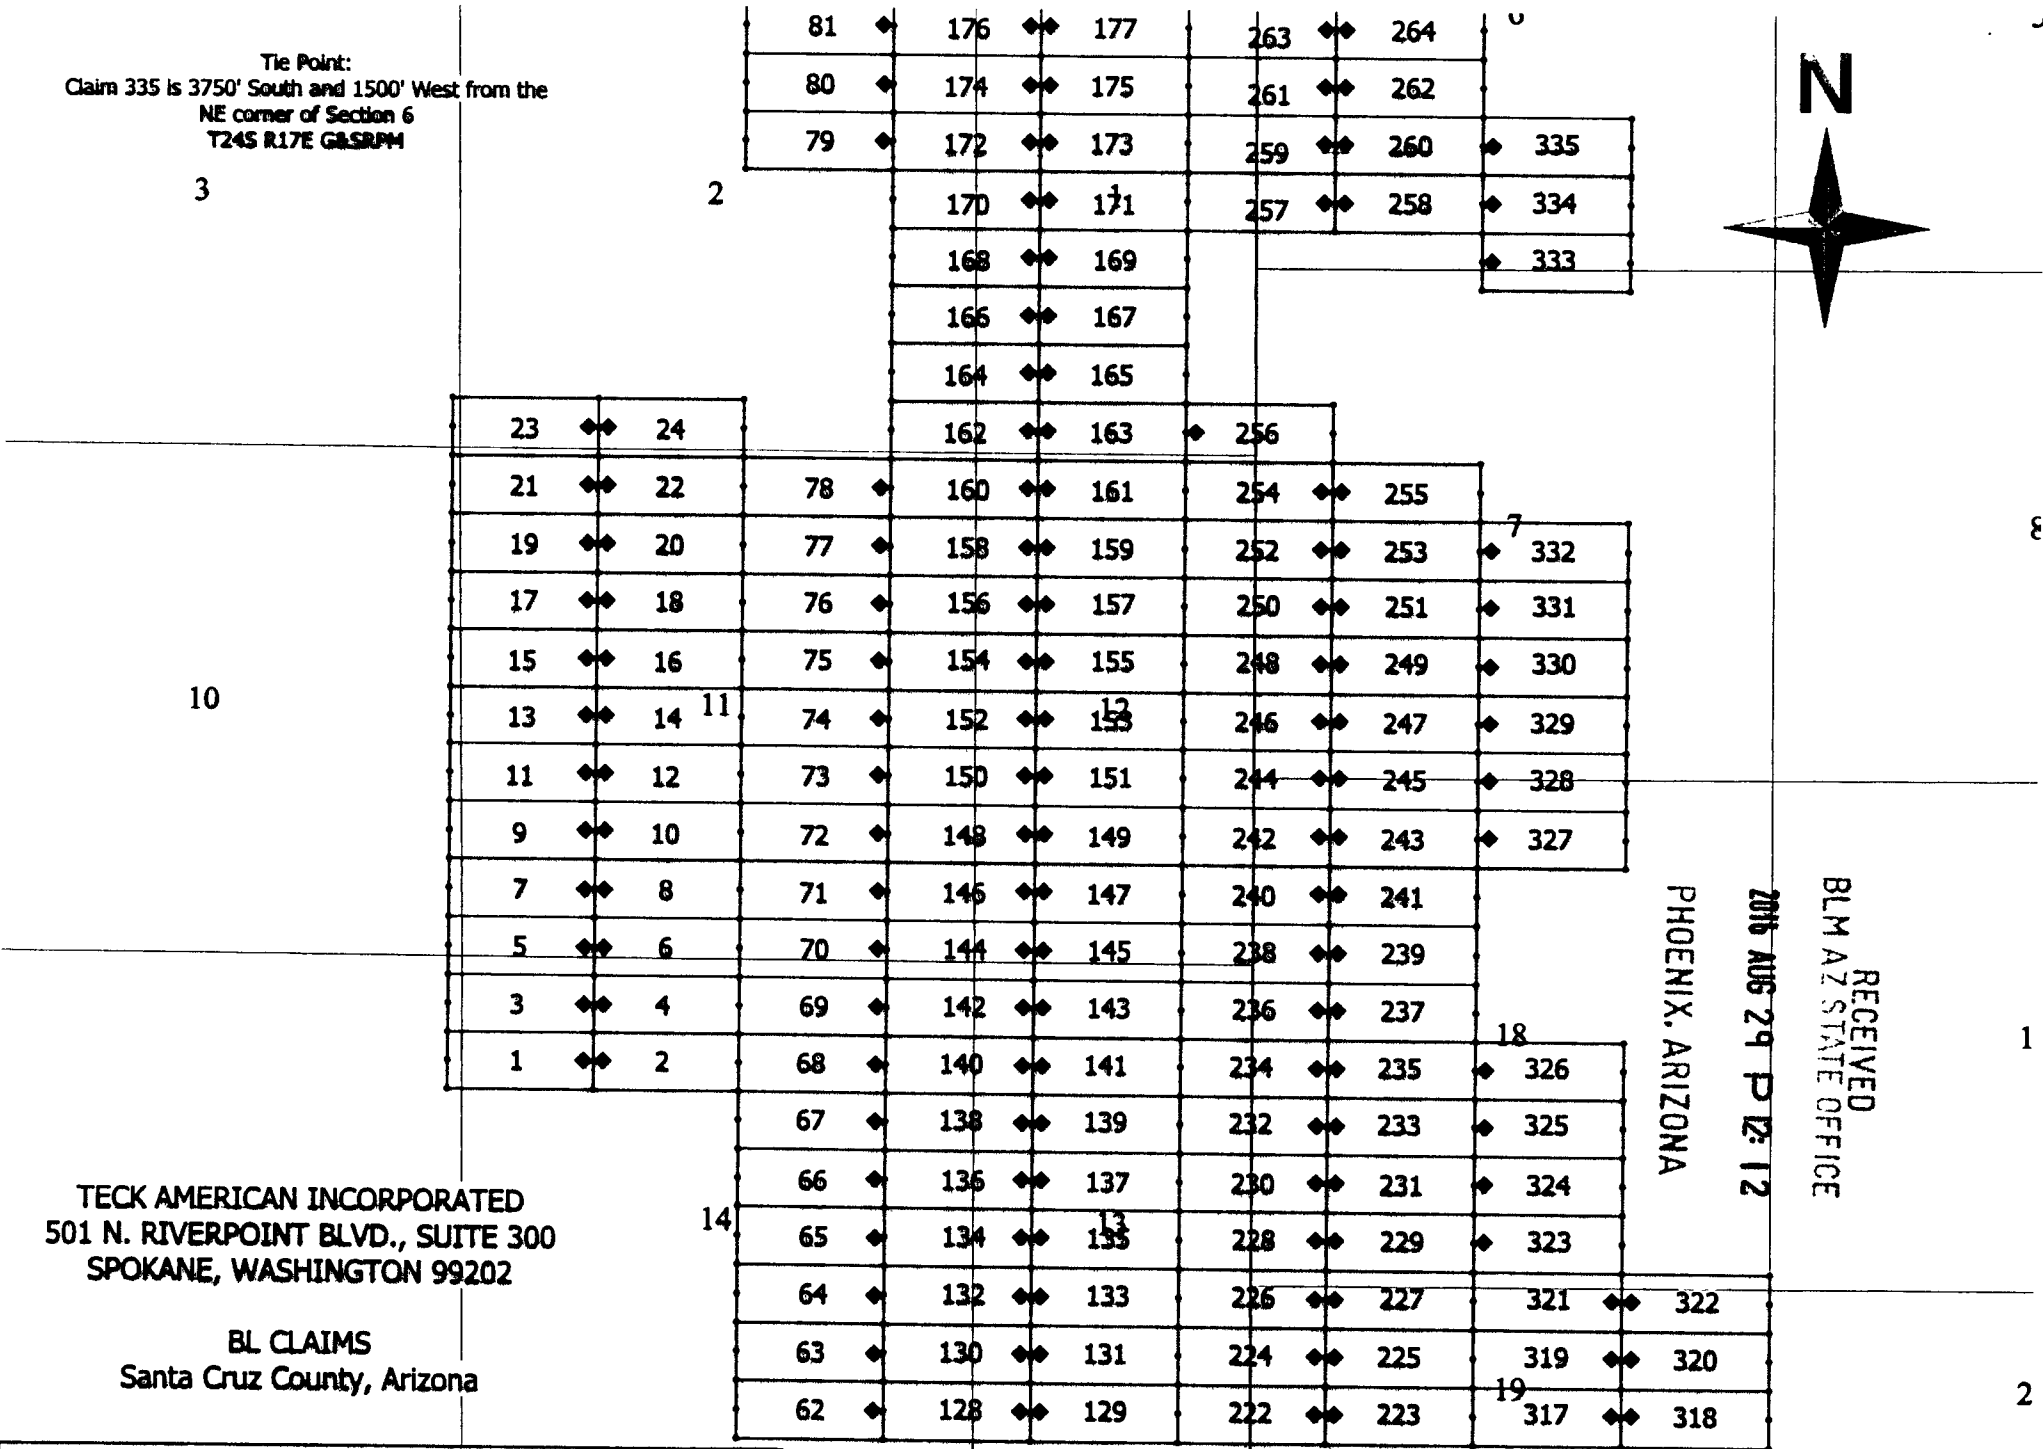 Tie Point:
Claim 335 is 3750' South and 1500' West from the
NE corner of Section 6
T24S R17E G&SRPM
N
81 176 177 263 264
80 174 175 261 262
79 172 173 259 260 335
3 2 170 171 1 257 258 334
168 169 333
166 167
164 165
23 24 162 163 256
21 22 78 160 161 254 255
7
19 20 77 158 159 252 253 332
17 18 76 156 157 250 251 331
15 16 75 154 155 248 249 330
10 11 12
13 14 74 152 153 246 247 329
11 12 73 150 151 244 245 328
9 10 72 148 149 242 243 327
7 8 71 146 147 240 241
5 6 70 144 145 238 239
3 4 69 142 143 236 237
18 1
1 2 68 140 141 234 235 326
67 138 139 232 233 325
66 136 137 230 231 324
14 13
65 134 135 228 229 323
64 132 133 226 227 321 322
63 130 131 224 225 319 320
19 2
62 128 129 222 223 317 318
RECEIVED
BLM AZ STATE OFFICE
2016 AUG 29 P 12: 12
PHOENIX, ARIZONA
TECK AMERICAN INCORPORATED
501 N. RIVERPOINT BLVD., SUITE 300
SPOKANE, WASHINGTON 99202
BL CLAIMS
Santa Cruz County, Arizona